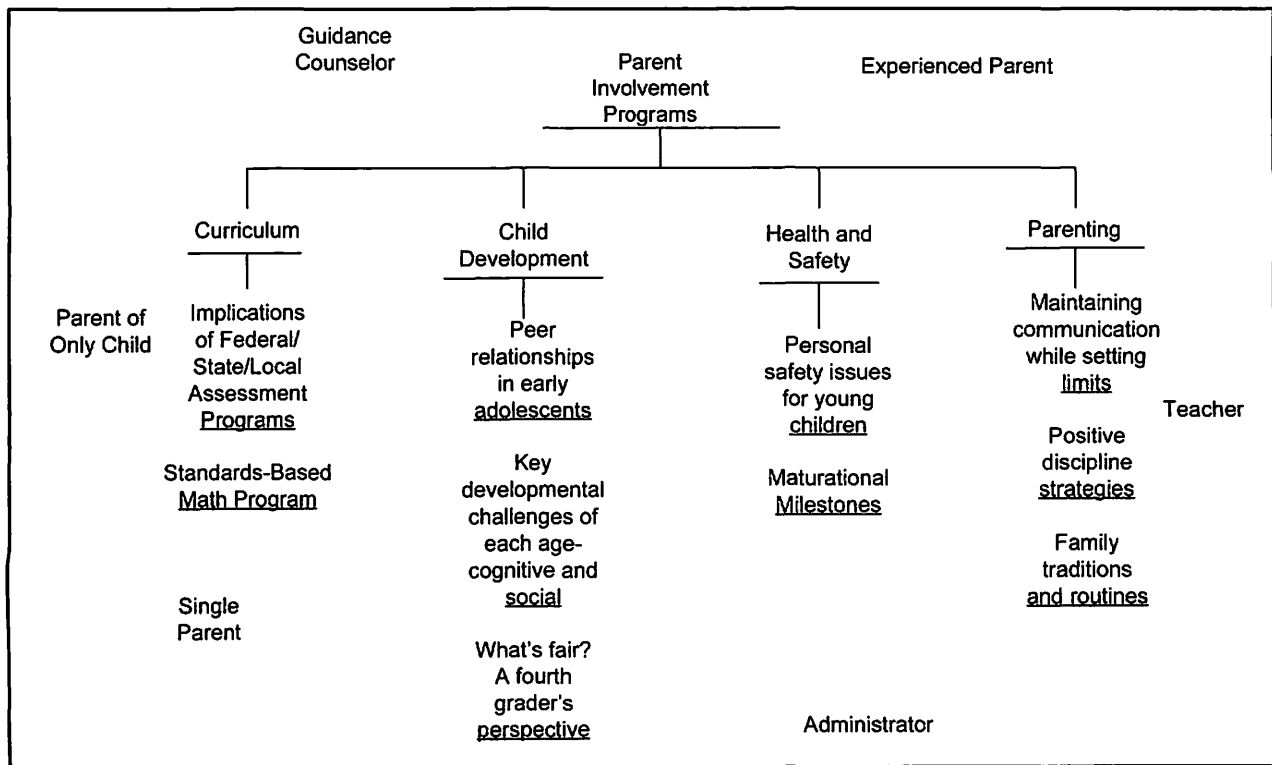 Guidance
Counselor
Parent
Involvement
Programs
Experienced Parent
Curriculum
Child
Development
Health and
Safety
Parenting
Parent of
Only Child
Implications
of Federal/
State/Local
Assessment
Programs
Standards-Based
Math Program
Single
Parent
Peer
relationships
in early
adolescents
Key
developmental
challenges of
each age-
cognitive and
social
What's fair?
A fourth
grader's
perspective
Personal
safety issues
for young
children
Maturational
Milestones
Administrator
Maintaining
communication
while setting
limits
Positive
discipline
strategies
Family
traditions
and routines
Teacher